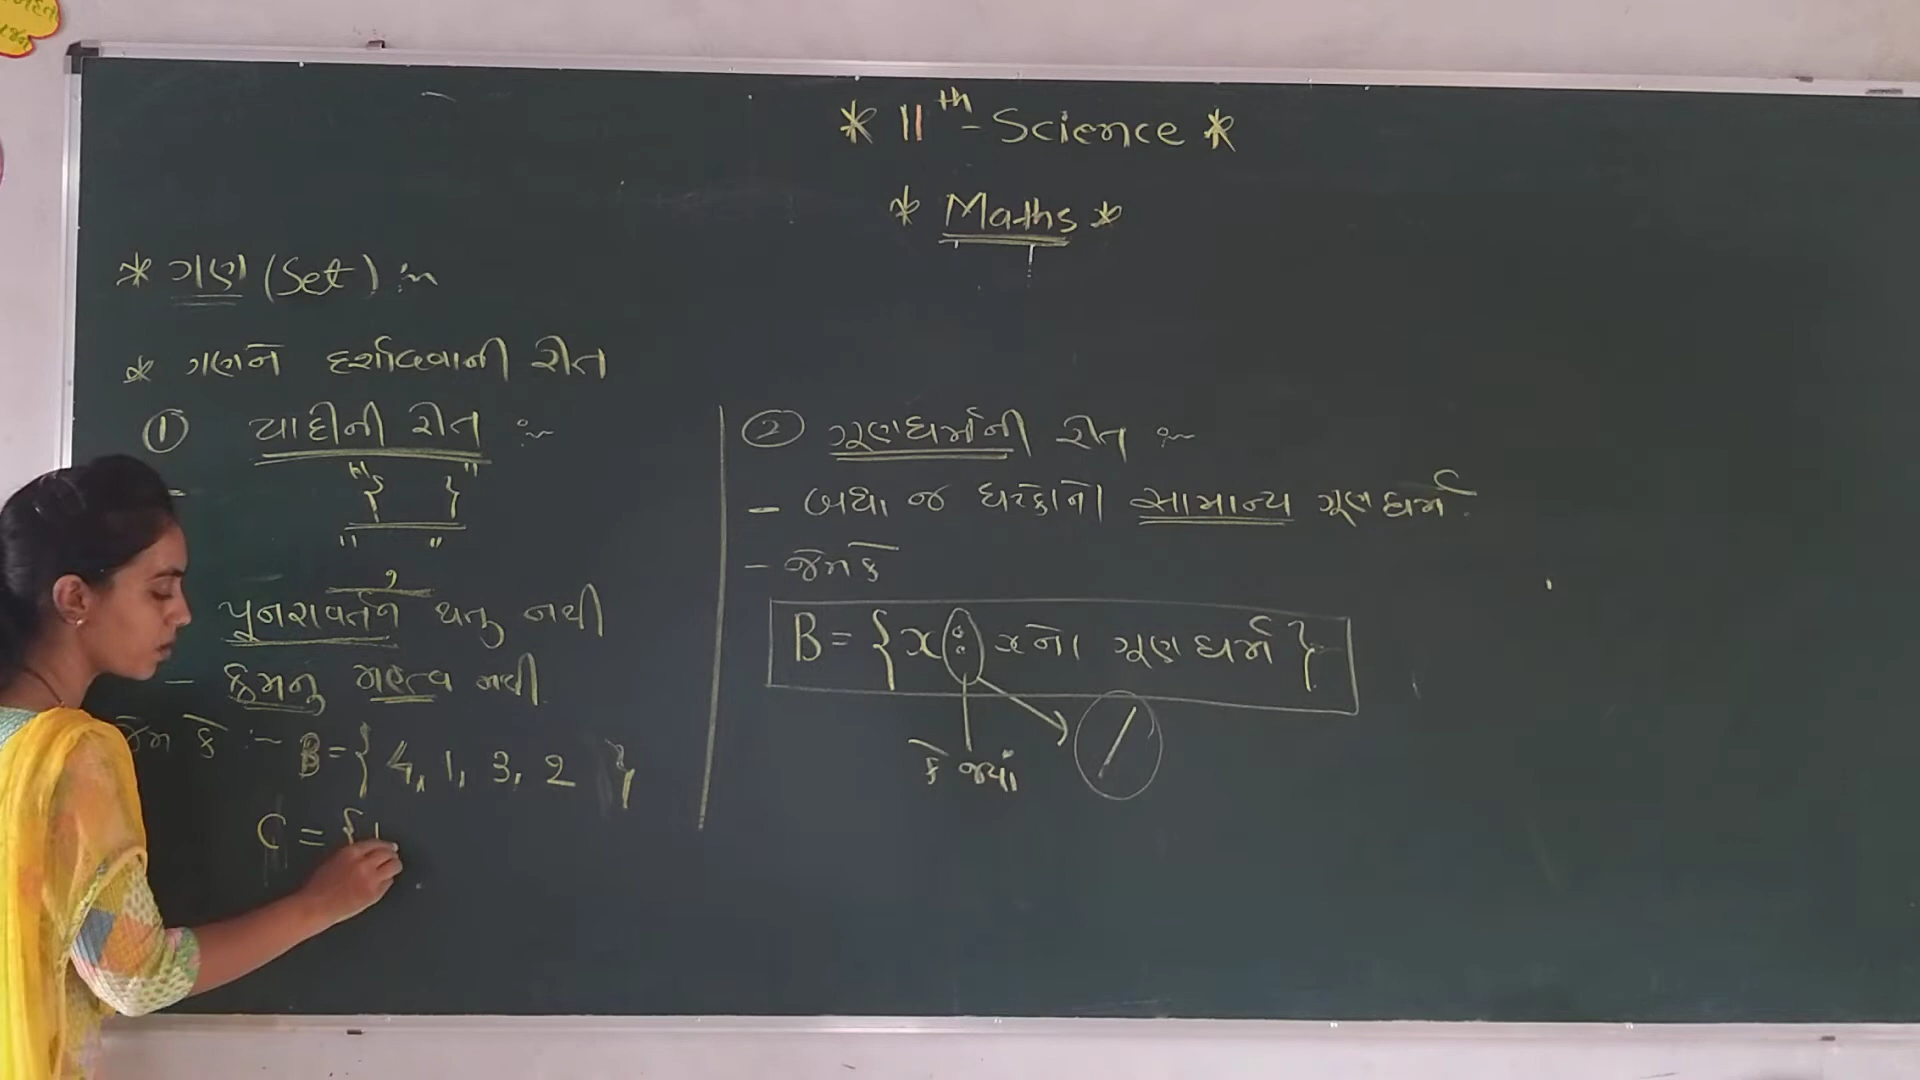 * 11th - Science *
* Maths *
* ગણ (Set) :~
* ગણને દર્શાવવાની રીત
① યાદીની રીત :~
- "{ }"
" "
પૂનરાવર્તન થતુ નથી
- ક્રમનુ મહત્વ નથી
જેમ કે :- B = { 4, 1, 3, 2 }
C = { 1
② ગૂણધર્મની રીત :~
- બધા જ ઘટકોનો સામાન્ય ગૂણધર્મ.
- જેમ કે
B = { x : x નો ગૂણધર્મ }
કે જ્યાં /